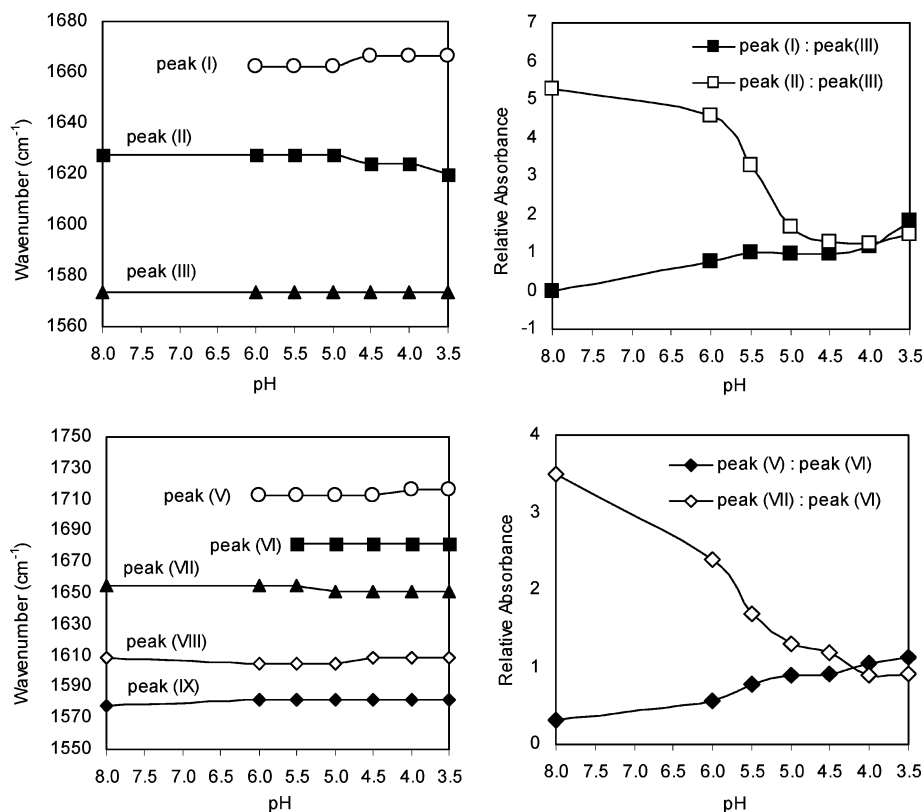 1680
1660
1640
1620
1600
1580
1560
Wavenumber (cm⁻¹)
peak (I)
peak (II)
peak (III)
8.0 7.5 7.0 6.5 6.0 5.5 5.0 4.5 4.0 3.5
pH
7
6
5
4
3
2
1
0
-1
Relative Absorbance
peak (I) : peak(III)
peak (II) : peak(III)
8.0 7.5 7.0 6.5 6.0 5.5 5.0 4.5 4.0 3.5
pH
1750
1730
1710
1690
1670
1650
1630
1610
1590
1570
1550
Wavenumber (cm⁻¹)
peak (V)
peak (VI)
peak (VII)
peak (VIII)
peak (IX)
8.0 7.5 7.0 6.5 6.0 5.5 5.0 4.5 4.0 3.5
pH
4
3
2
1
0
Relative Absorbance
peak (V) : peak (VI)
peak (VII) : peak (VI)
8.0 7.5 7.0 6.5 6.0 5.5 5.0 4.5 4.0 3.5
pH